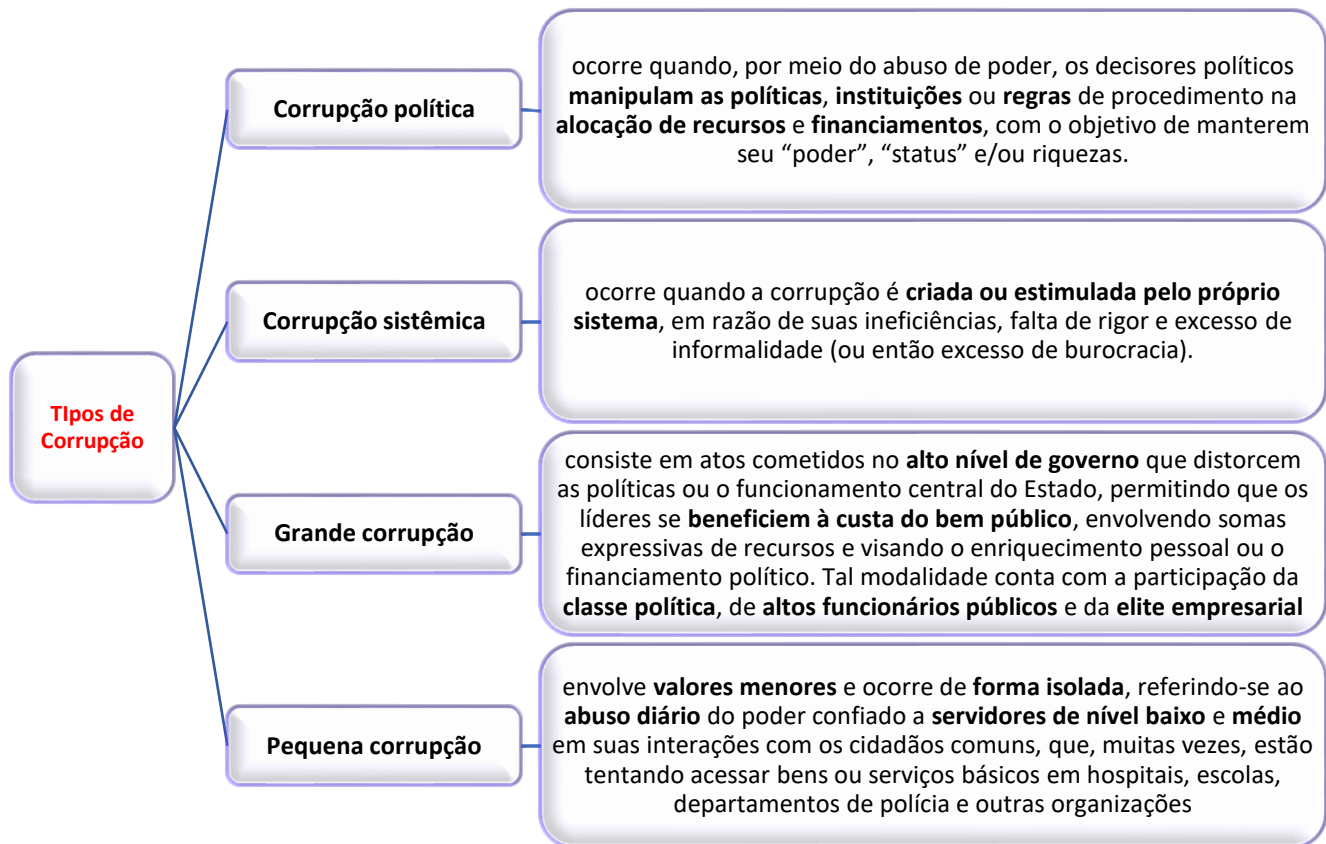 TIpos de
Corrupção
Corrupção política
ocorre quando, por meio do abuso de poder, os decisores políticos
manipulam as políticas, instituições ou regras de procedimento na
alocação de recursos e financiamentos, com o objetivo de manterem
seu “poder”, “status” e/ou riquezas.
Corrupção sistêmica
ocorre quando a corrupção é criada ou estimulada pelo próprio
sistema, em razão de suas ineficiências, falta de rigor e excesso de
informalidade (ou então excesso de burocracia).
Grande corrupção
consiste em atos cometidos no alto nível de governo que distorcem
as políticas ou o funcionamento central do Estado, permitindo que os
líderes se beneficiem à custa do bem público, envolvendo somas
expressivas de recursos e visando o enriquecimento pessoal ou o
financiamento político. Tal modalidade conta com a participação da
classe política, de altos funcionários públicos e da elite empresarial
Pequena corrupção
envolve valores menores e ocorre de forma isolada, referindo-se ao
abuso diário do poder confiado a servidores de nível baixo e médio
em suas interações com os cidadãos comuns, que, muitas vezes, estão
tentando acessar bens ou serviços básicos em hospitais, escolas,
departamentos de polícia e outras organizações